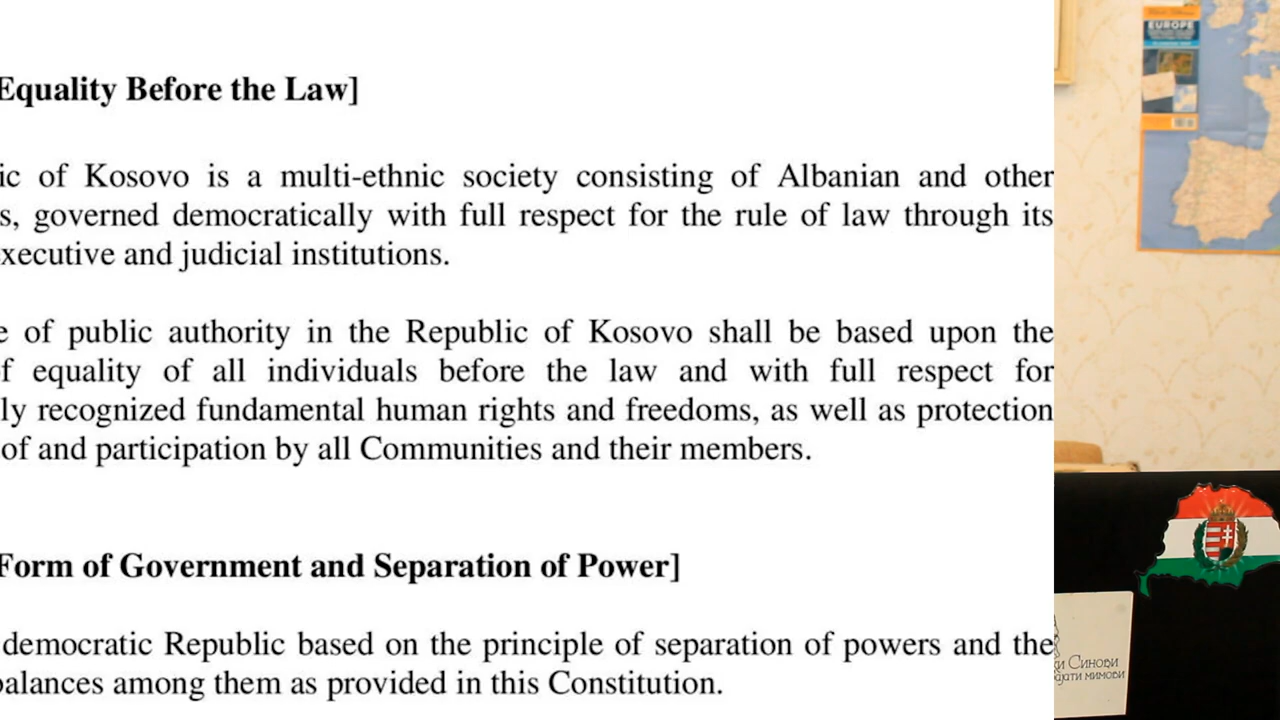 Equality Before the Law]
ic of Kosovo is a multi-ethnic society consisting of Albanian and other
s, governed democratically with full respect for the rule of law through its
xecutive and judicial institutions.
e of public authority in the Republic of Kosovo shall be based upon the
f equality of all individuals before the law and with full respect for
ly recognized fundamental human rights and freedoms, as well as protection
of and participation by all Communities and their members.
Form of Government and Separation of Power]
democratic Republic based on the principle of separation of powers and the
balances among them as provided in this Constitution.
EUROPE
ки Синови
ајати мимови